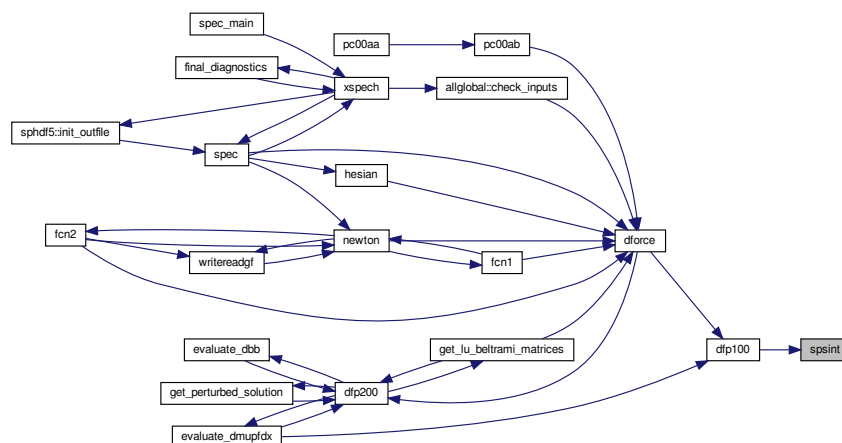 spec_main
pc00aa
pc00ab
final_diagnostics
xspech
allglobal::check_inputs
sphdf5::init_outfile
spec
hesian
fcn2
newton
dforce
writereadgf
fcn1
evaluate_dbb
get_lu_beltrami_matrices
dfp100
spsint
get_perturbed_solution
dfp200
evaluate_dmupfdx